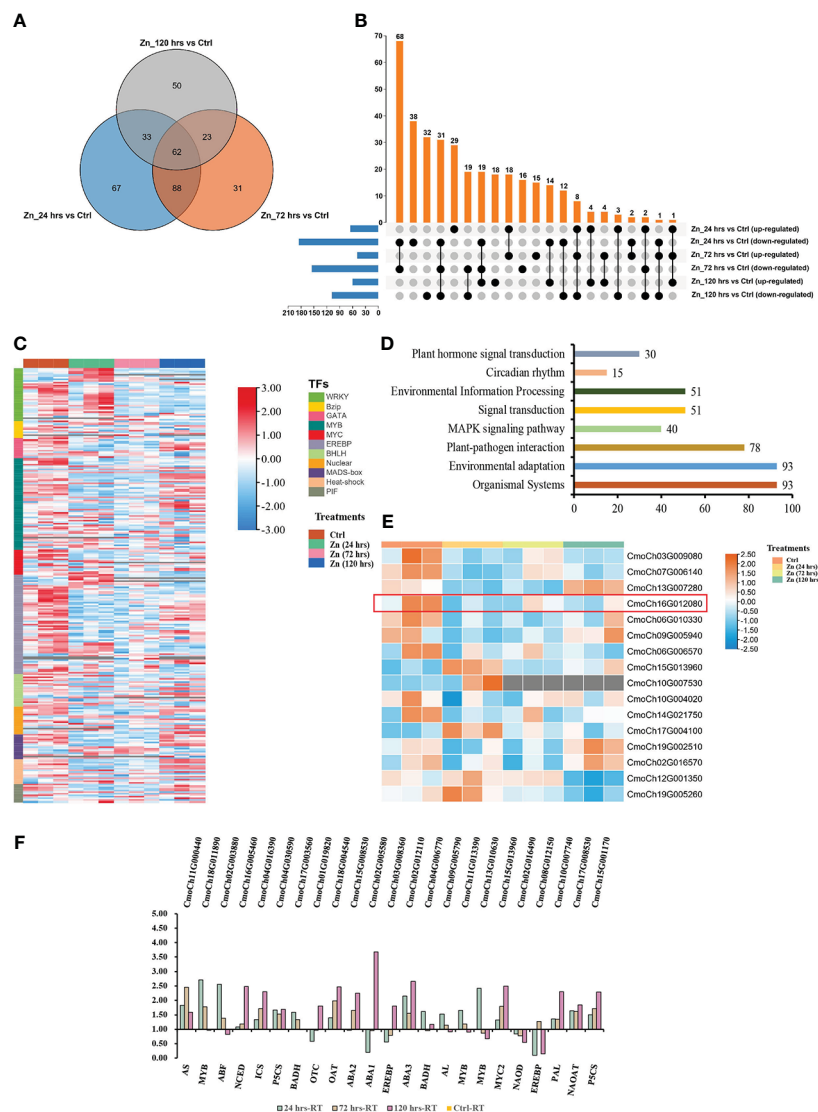 A
Zn_120 hrs vs Ctrl
50
33
23
62
67
88
31
Zn_24 hrs vs Ctrl
Zn_72 hrs vs Ctrl
B
70
60
50
40
30
20
10
0
68
38
32
31
29
19
19
18
18
16
15
14
12
8
4
4
3
2
2
1
1
Zn_24 hrs vs Ctrl (up-regulated)
Zn_24 hrs vs Ctrl (down-regulated)
Zn_72 hrs vs Ctrl (up-regulated)
Zn_72 hrs vs Ctrl (down-regulated)
Zn_120 hrs vs Ctrl (up-regulated)
Zn_120 hrs vs Ctrl (down-regulated)
210 180 150 120 90 60 30 0
C
3.00
2.00
1.00
0
-1.00
-2.00
-3.00
TFs
WRKY
Bzip
GATA
MYB
MYC
EREBP
BHLH
Nuclear
MADS-box
Heat-shock
PIF
Treatments
Ctrl
Zn (24 hrs)
Zn (72 hrs)
Zn (120 hrs)
D
Plant hormone signal transduction 30
Circadian rhythm 15
Environmental Information Processing 51
Signal transduction 51
MAPK signaling pathway 40
Plant-pathogen interaction 78
Environmental adaptation 93
Organismal Systems 93
0 20 40 60 80 100
E
CmoCh03G009080
CmoCh07G006140
CmoCh13G007280
CmoCh16G012080
CmoCh06G010330
CmoCh09G005940
CmoCh06G006570
CmoCh15G013960
CmoCh10G007530
CmoCh10G004020
CmoCh14G021750
CmoCh17G004100
CmoCh19G002510
CmoCh02G016570
CmoCh12G001350
CmoCh19G005260
2.50
2.00
1.50
1.00
0.50
0
-0.50
-1.00
-1.50
-2.00
-2.50
Treatments
Ctrl
Zn (24 hrs)
Zn (72 hrs)
Zn (120 hrs)
F
CmoCh11G000440
CmoCh18G011890
CmoCh02G003880
CmoCh16G005460
CmoCh04G016390
CmoCh04G030590
CmoCh17G003560
CmoCh01G019820
CmoCh18G004540
CmoCh15G008530
CmoCh02G005580
CmoCh03G008360
CmoCh02G012110
CmoCh04G006770
CmoCh09G005790
CmoCh11G013390
CmoCh13G010630
CmoCh15G013960
CmoCh02G016490
CmoCh08G012150
CmoCh10G007740
CmoCh17G008530
CmoCh15G001170
5.00
4.50
4.00
3.50
3.00
2.50
2.00
1.50
1.00
0.50
0.00
AS
MYB
ABF
NCED
ICS
P5CS
BADH
OTC
OAT
ABA2
ABA1
EREBP
ABA3
BADH
AL
MYB
MYB
MYC2
NAOD
EREBP
PAL
NAOAT
P5CS
24 hrs-RT 72 hrs-RT 120 hrs-RT Ctrl-RT